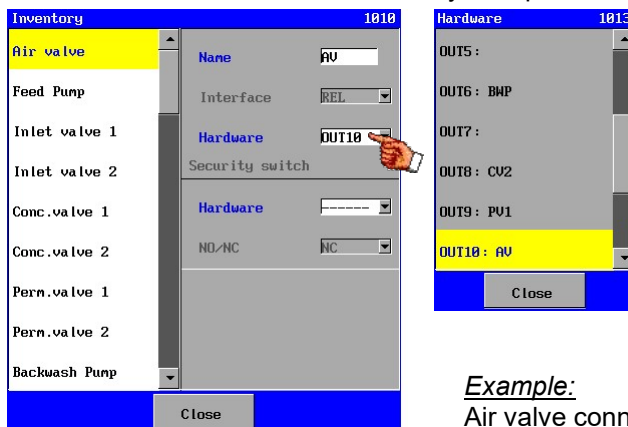 Inventory 1010
Air valve
Feed Pump
Inlet valve 1
Inlet valve 2
Conc.valve 1
Conc.valve 2
Perm.valve 1
Perm.valve 2
Backwash Pump
Name AV
Interface REL
Hardware OUT10
Security switch
Hardware ------
NO/NC NC
Close
Hardware 1013
OUT5:
OUT6: BWP
OUT7:
OUT8: CV2
OUT9: PV1
OUT10: AV
Close
Example:
Air valve conn